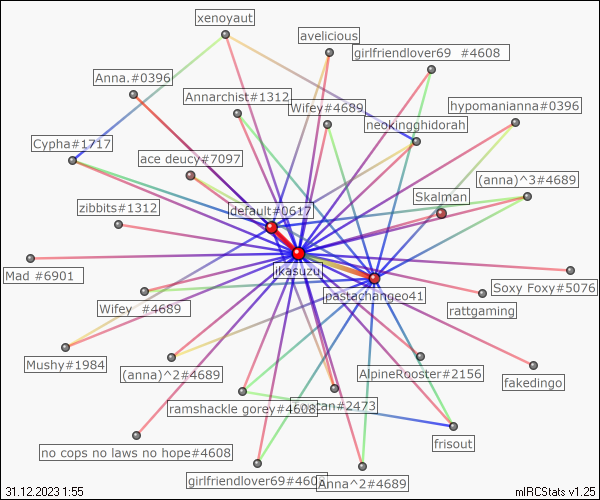 xenoyaut
avelicious
girlfriendlover69 #4608
Anna.#0396
Annarchist#1312
Wifey#4689
hypomanianna#0396
neokingghidorah
Cypha#1717
ace deucy#7097
(anna)^3#4689
Skalman
zibbits#1312
default#0617
ikasuzu
Mad #6901
Soxy Foxy#5076
pastachangeo41
rattgaming
Wifey #4689
Mushy#1984
(anna)^2#4689
AlpineRooster#2156
fakedingo
ramshackle gorey#4608
#2473
frisout
no cops no laws no hope#4608
girlfriendlover69#460
Anna^2#4689
31.12.2023 1:55
mIRCStats v1.25